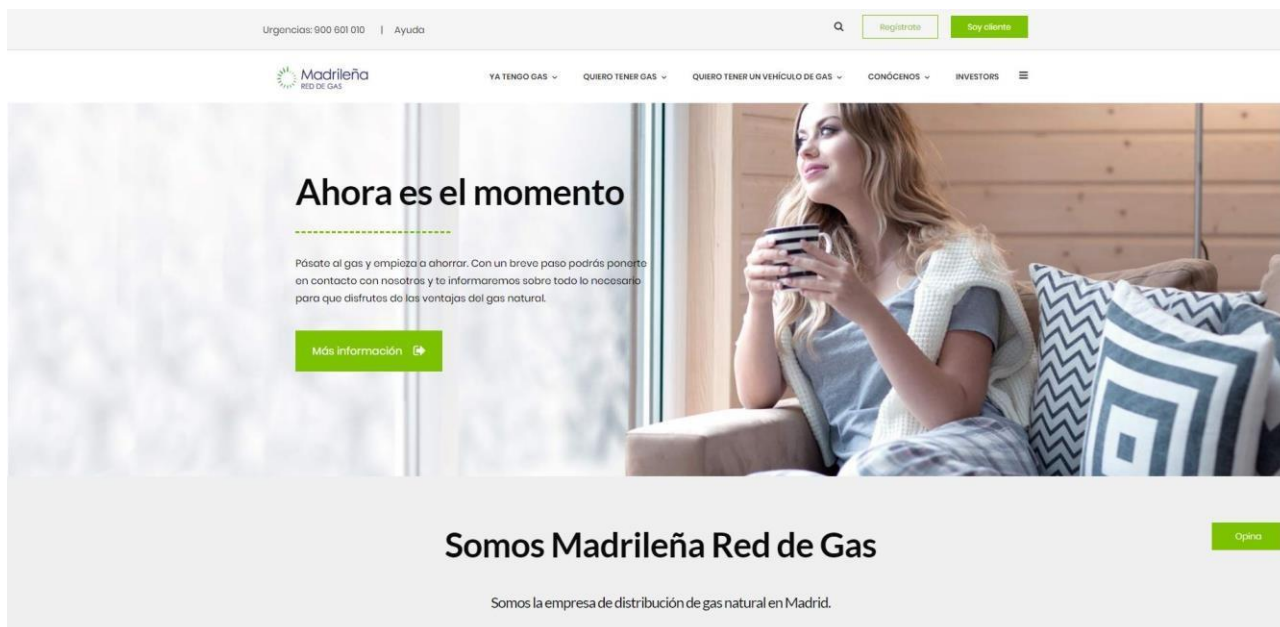 Urgencias: 900 601 010 | Ayuda
Regístrate
Soy cliente
Madrileña
RED DE GAS
YA TENGO GAS
QUIERO TENER GAS
QUIERO TENER UN VEHÍCULO DE GAS
CONÓCENOS
INVESTORS
Ahora es el momento
Pásate al gas y empieza a ahorrar. Con un breve paso podrás ponerte
en contacto con nosotros y te informaremos sobre todo lo necesario
para que disfrutes de las ventajas del gas natural.
Más información
Somos Madrileña Red de Gas
Opina
Somos la empresa de distribución de gas natural en Madrid.